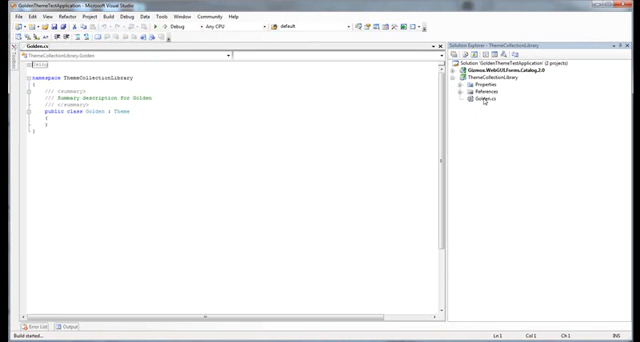 GoldenThemeTestApplication - Microsoft Visual Studio
File Edit View Refactor Project Build Debug Data Tools Window Community Help
Debug Any CPU default
Golden.cs
ThemeCollectionLibrary.Golden
namespace ThemeCollectionLibrary
{
/// <summary>
/// Summary description for Golden
/// </summary>
public class Golden : Theme
{
}
}
Solution Explorer - ThemeCollectionLibrary
Solution 'GoldenThemeTestApplication' (2 projects)
Gizmox.WebGUI.Forms.Catalog.2.0
ThemeCollectionLibrary
Properties
References
Golden.cs
Error List Output
Build started... Ln 1 Col 1 Ch 1 INS